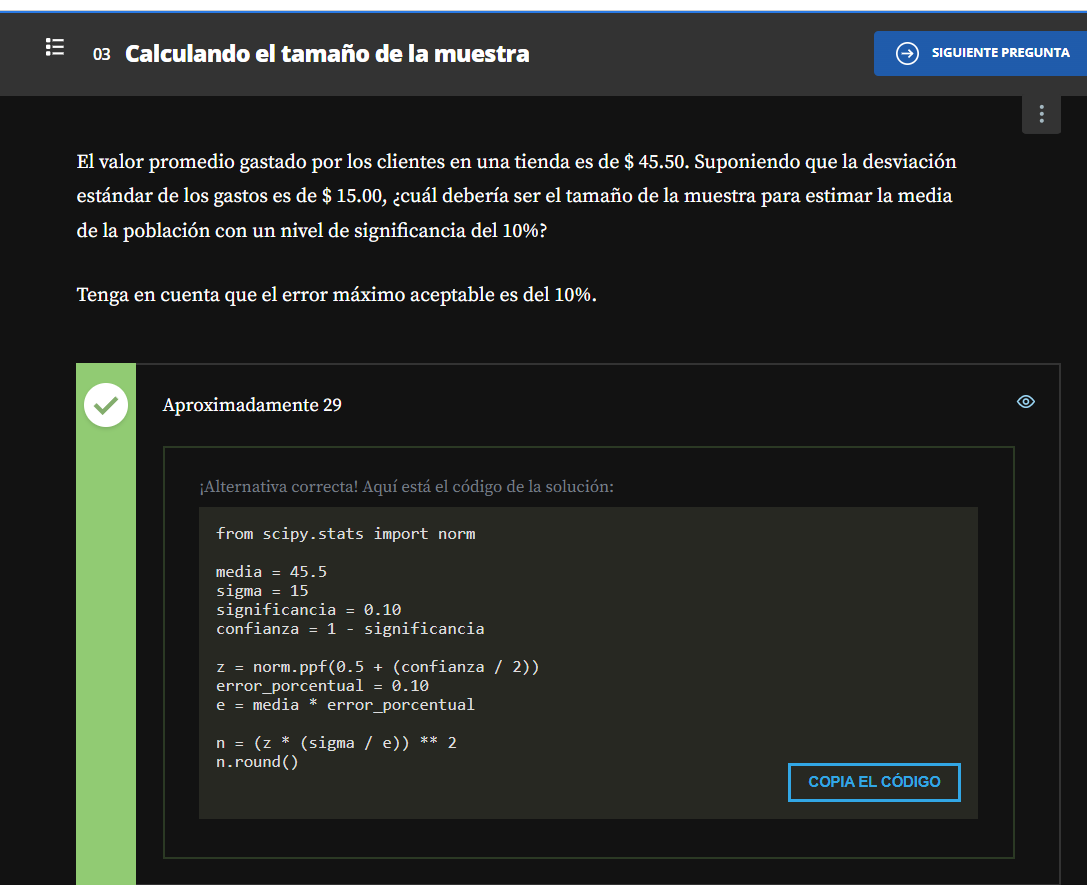 03 Calculando el tamaño de la muestra
SIGUIENTE PREGUNTA
El valor promedio gastado por los clientes en una tienda es de $ 45.50. Suponiendo que la desviación
estándar de los gastos es de $ 15.00, ¿cuál debería ser el tamaño de la muestra para estimar la media
de la población con un nivel de significancia del 10%?
Tenga en cuenta que el error máximo aceptable es del 10%.
Aproximadamente 29
¡Alternativa correcta! Aquí está el código de la solución:
from scipy.stats import norm
media = 45.5
sigma = 15
significancia = 0.10
confianza = 1 - significancia
z = norm.ppf(0.5 + (confianza / 2))
error_porcentual = 0.10
e = media * error_porcentual
n = (z * (sigma / e)) ** 2
n.round()
COPIA EL CÓDIGO